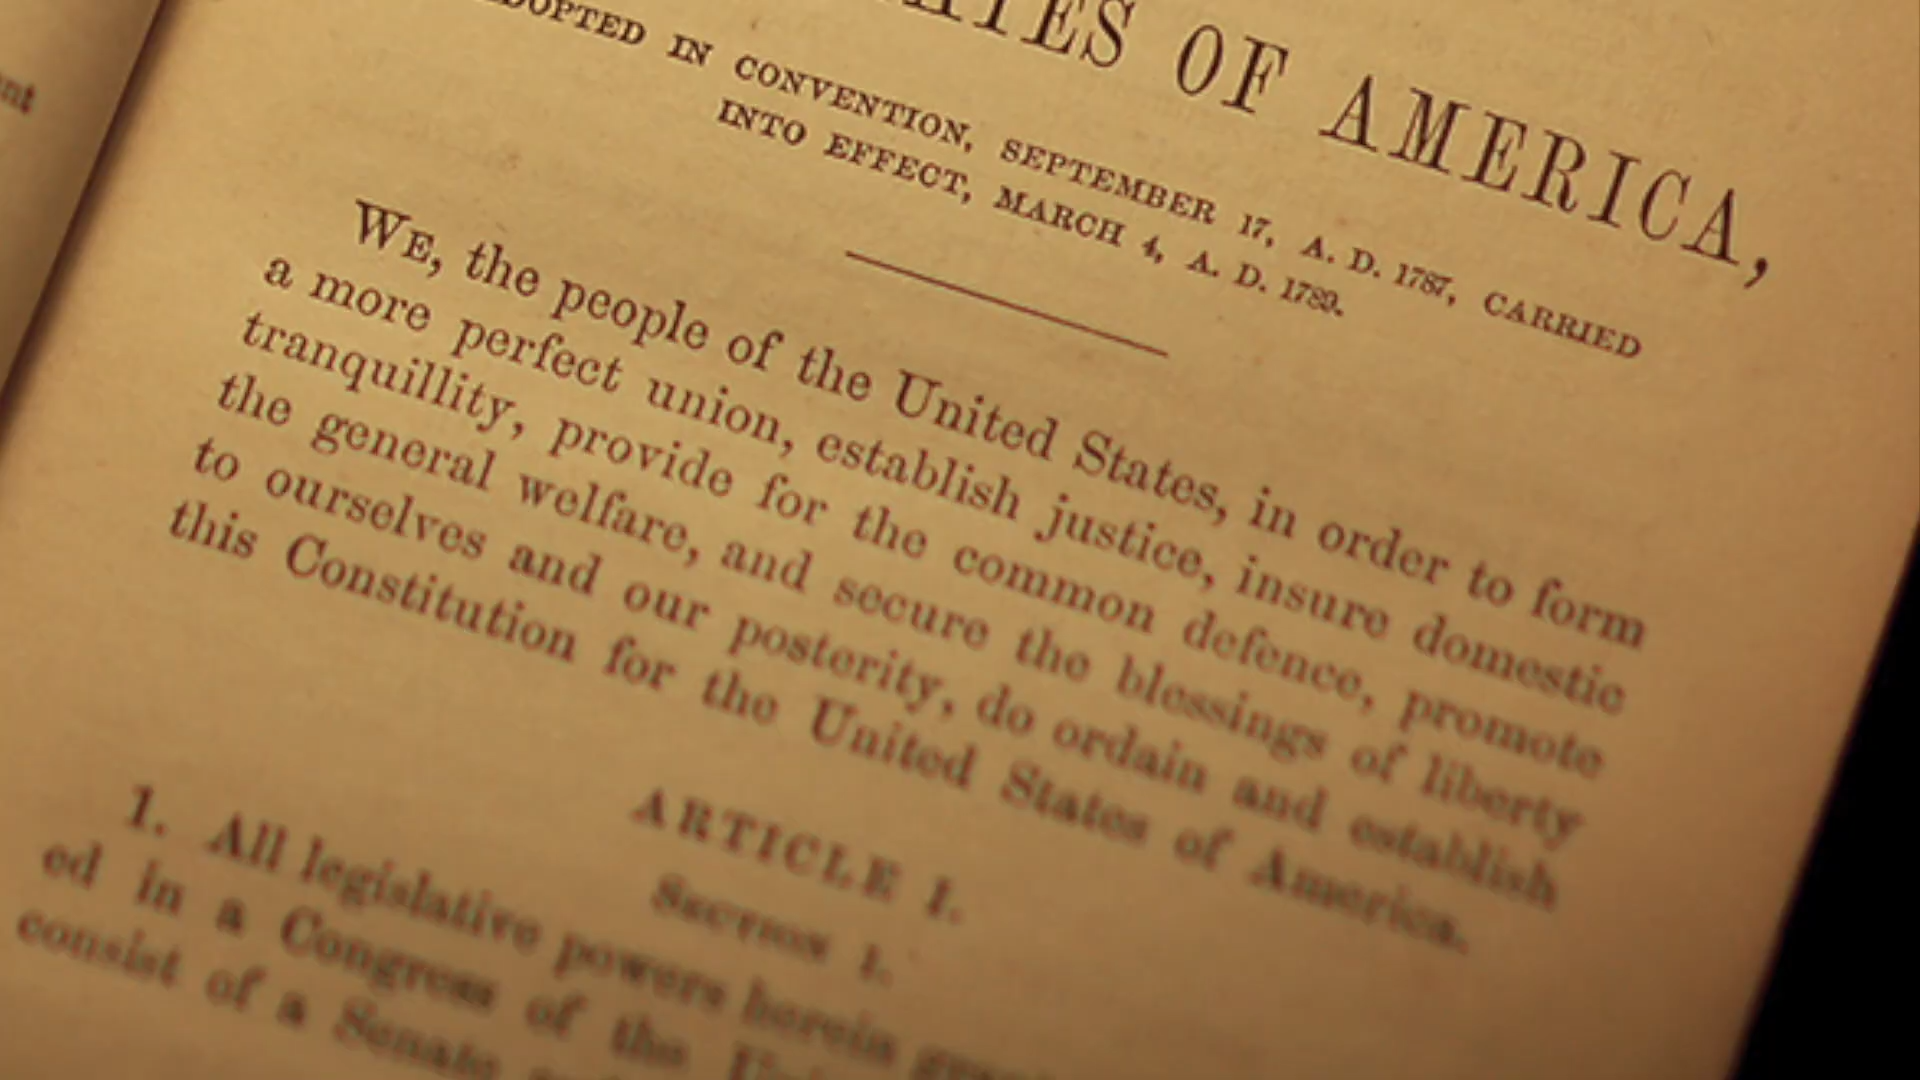 nt
STATES OF AMERICA,
ADOPTED IN CONVENTION, SEPTEMBER 17, A. D. 1787, CARRIED
INTO EFFECT, MARCH 4, A. D. 1789.
WE, the people of the United States, in order to form
a more perfect union, establish justice, insure domestic
tranquillity, provide for the common defence, promote
the general welfare, and secure the blessings of liberty
to ourselves and our posterity, do ordain and establish
this Constitution for the United States of America.
ARTICLE I.
SECTION 1.
1. All legislative powers herein
ed in a Congress of the
consist of a Senate